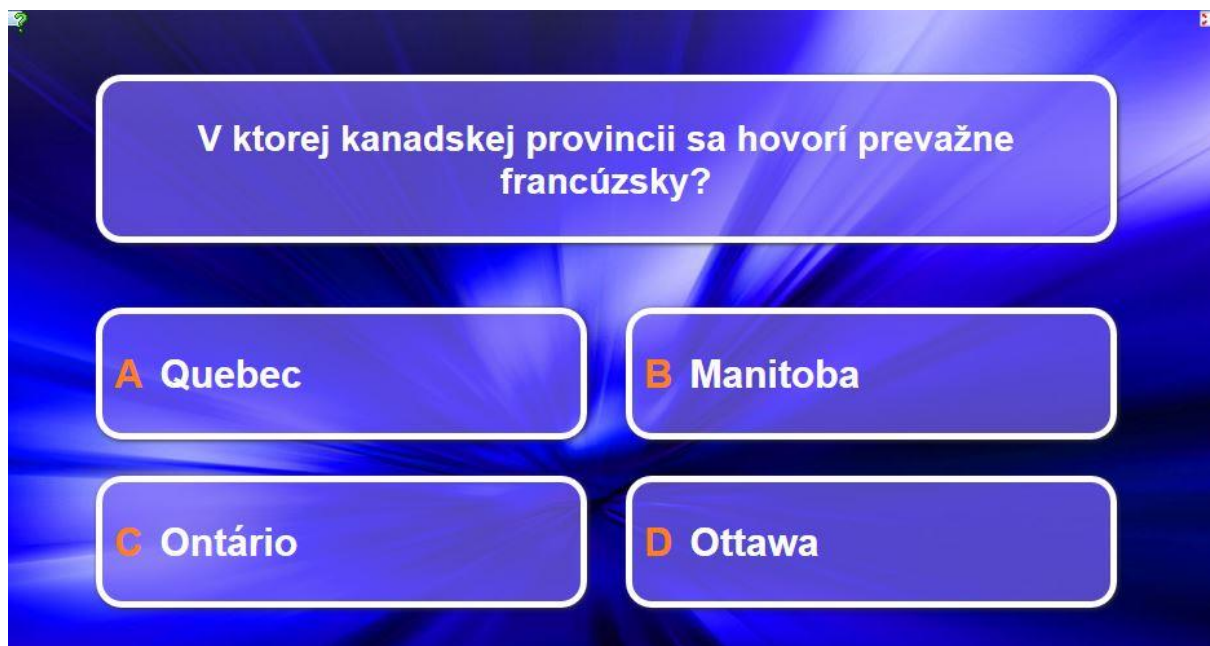 V ktorej kanadskej provincii sa hovorí prevažne
francúzsky?
A Quebec
B Manitoba
C Ontário
D Ottawa